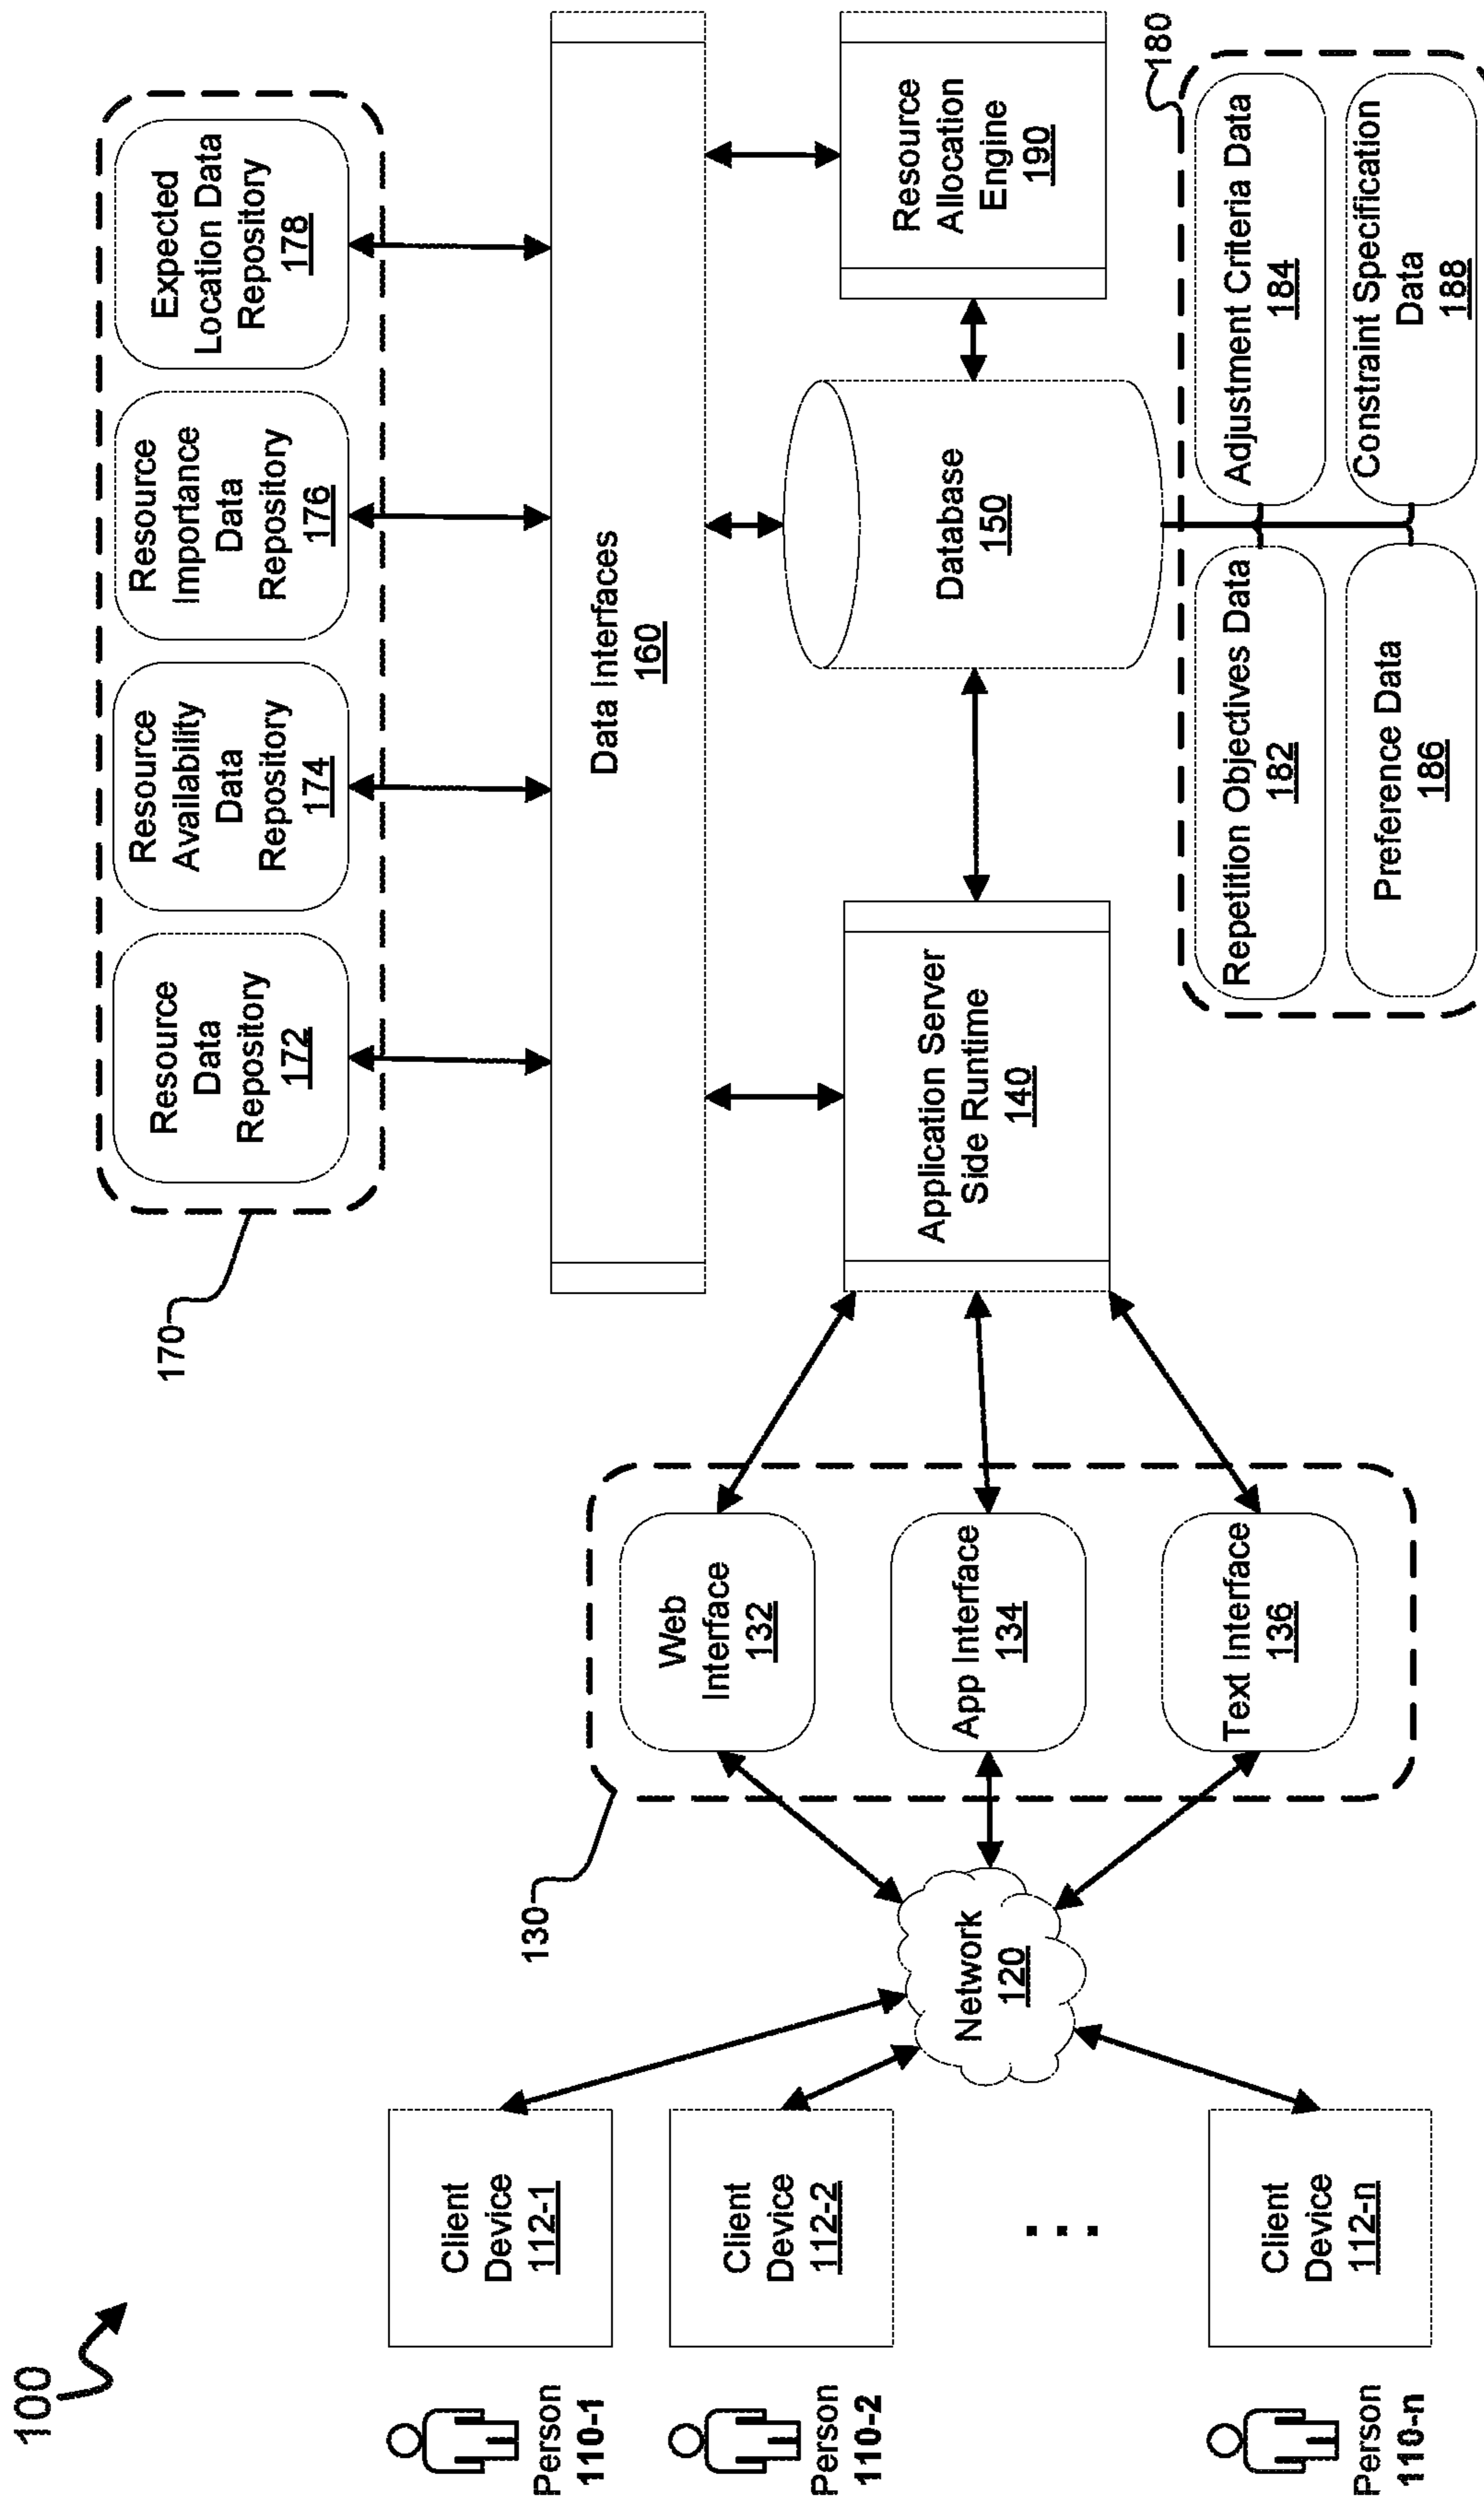 100
Person
110-1
Person
110-2
Person
110-n
Client
Device
112-1
Client
Device
112-2
...
Client
Device
112-n
Network
120
130
Web
Interface
132
App Interface
134
Text Interface
136
170
Resource
Data
Repository
172
Resource
Availability
Data
Repository
174
Resource
Importance
Data
Repository
176
Expected
Location Data
Repository
178
Data Interfaces
160
Application Server
Side Runtime
140
Database
150
Resource
Allocation
Engine
190
180
Repetition Objectives Data
182
Adjustment Criteria Data
184
Preference Data
186
Constraint Specification
Data
188